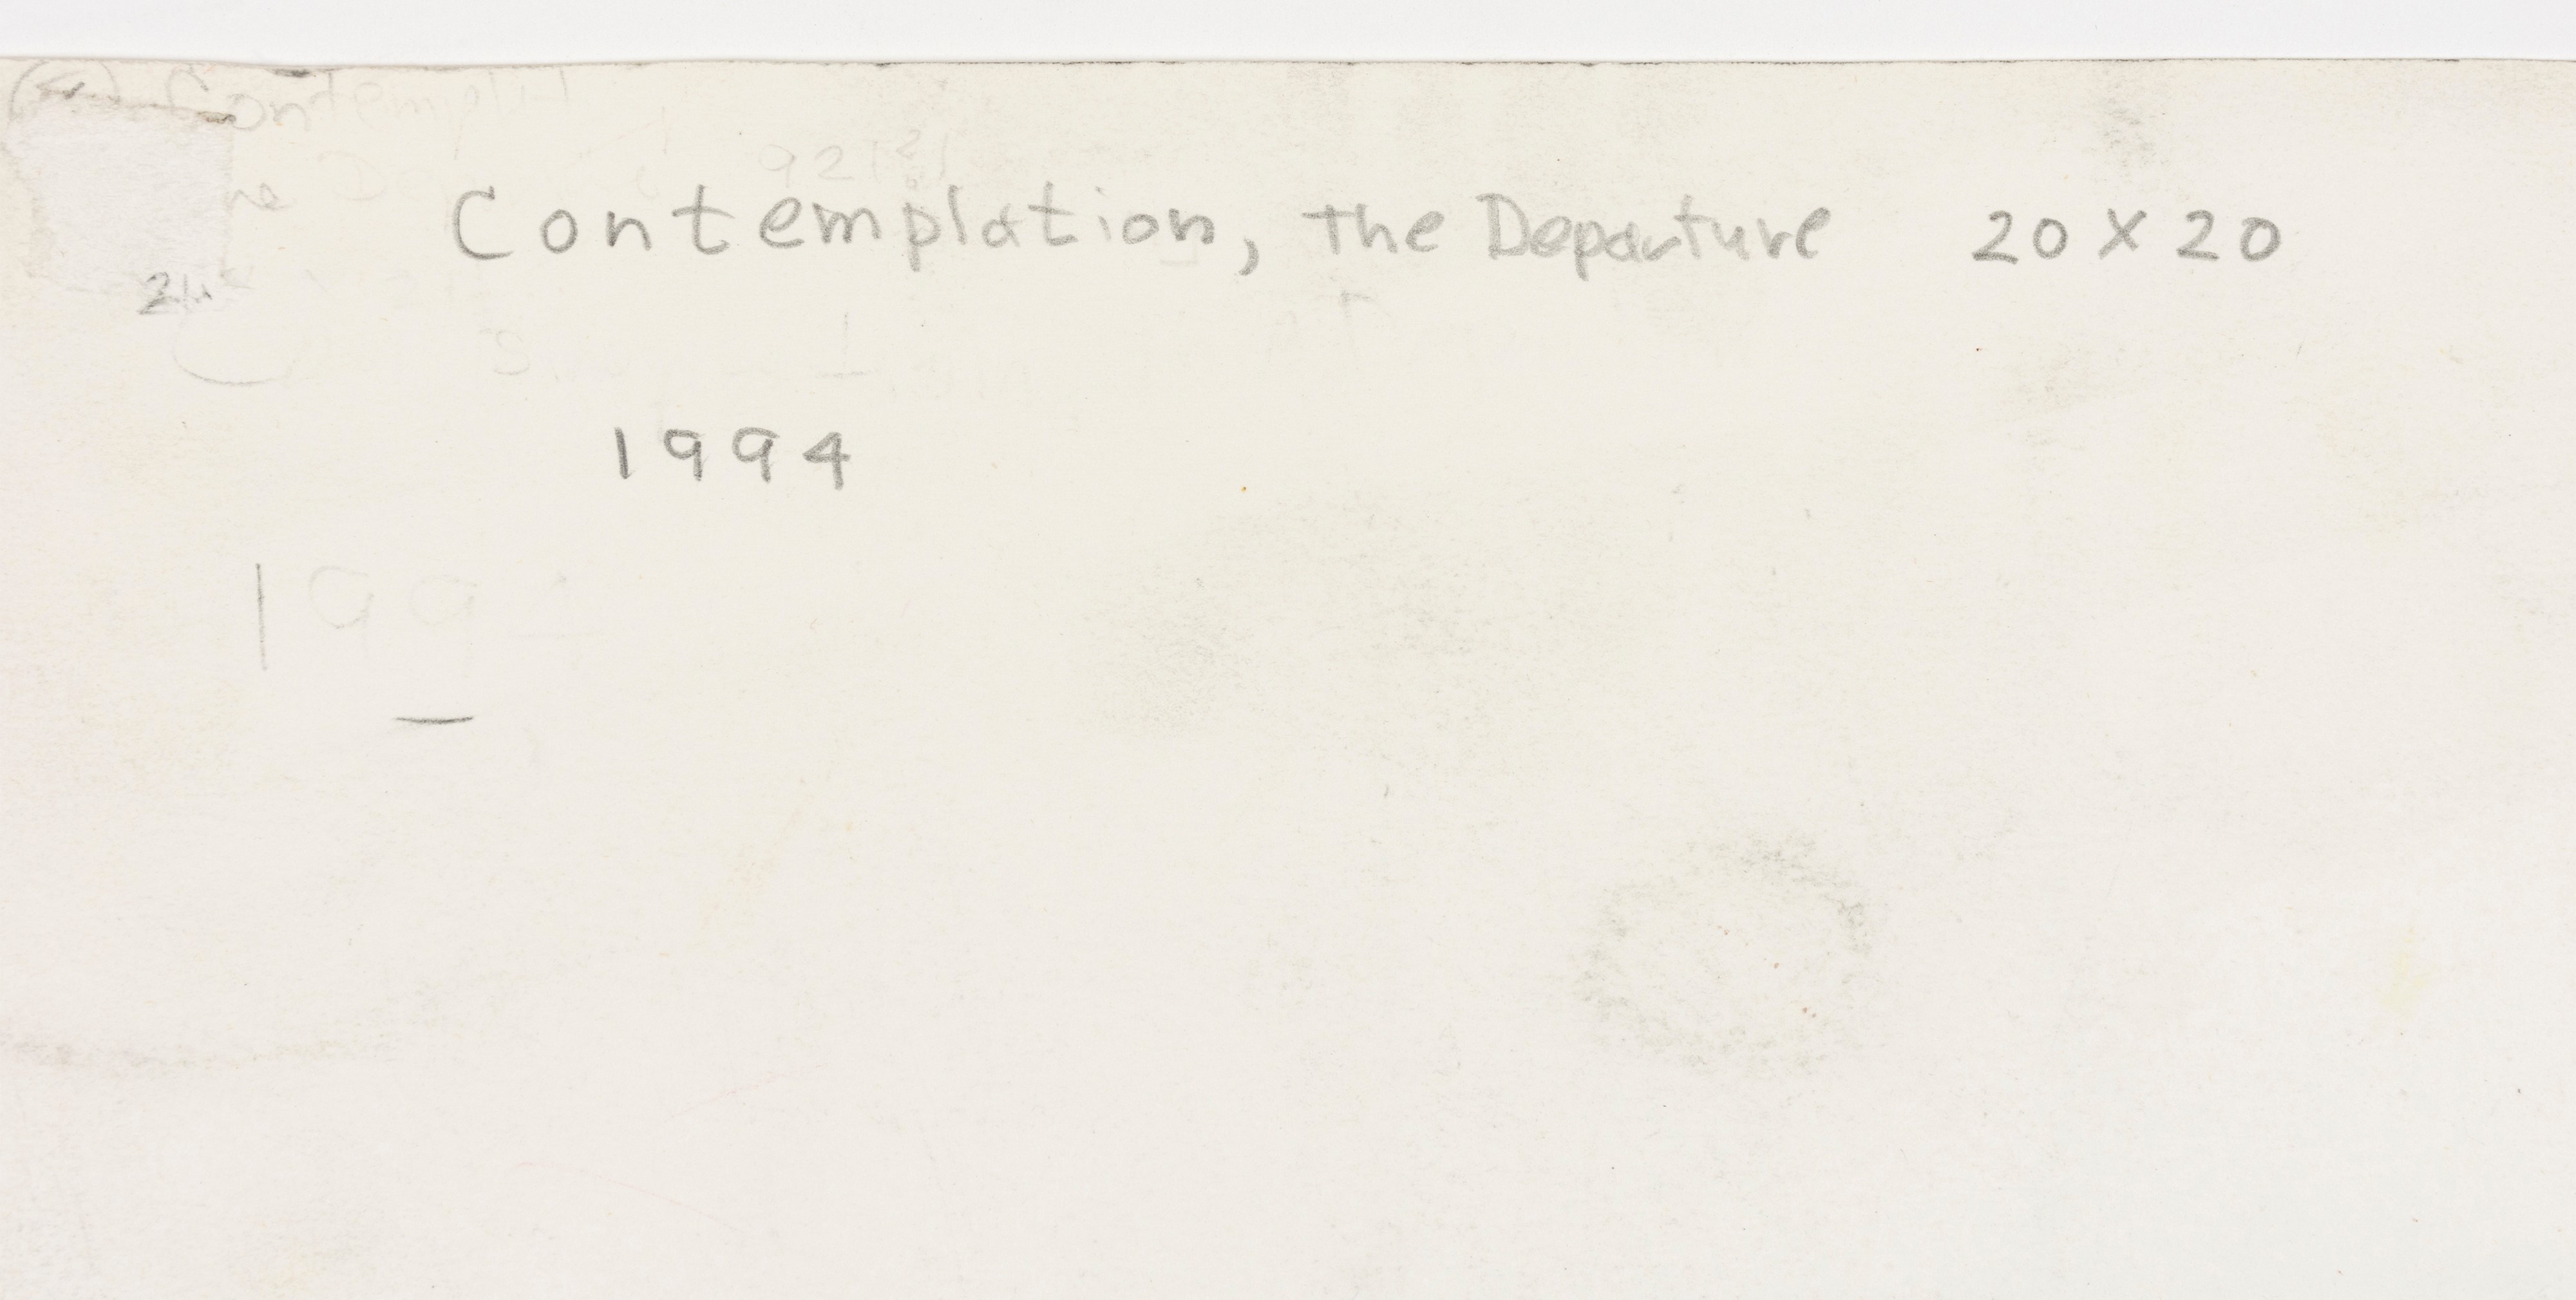 Contemplation, The Departure 20 X 20
1994